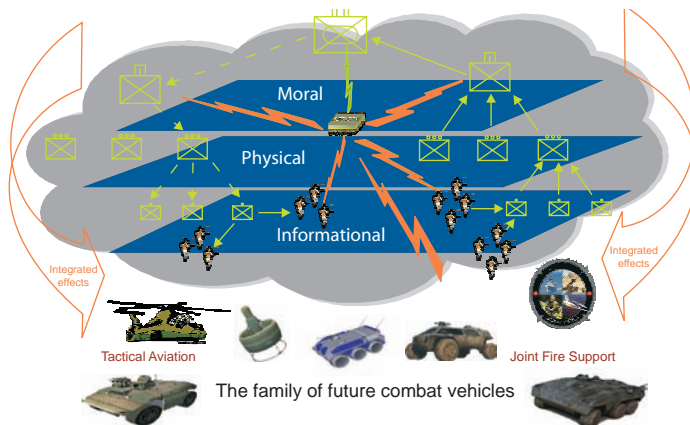 Moral
Physical
Informational
Integrated
effects
Integrated
effects
Tactical Aviation
Joint Fire Support
The family of future combat vehicles